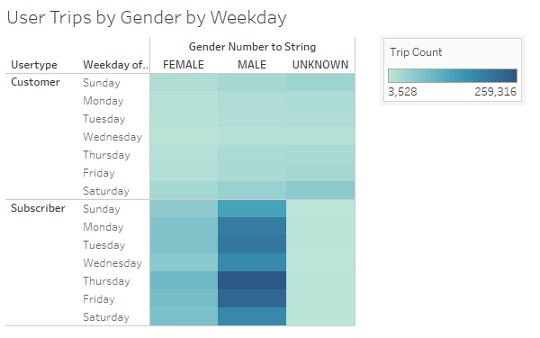 User Trips by Gender by Weekday
Gender Number to String
Usertype Weekday of.. FEMALE MALE UNKNOWN
Customer Sunday
Monday
Tuesday
Wednesday
Thursday
Friday
Saturday
Subscriber Sunday
Monday
Tuesday
Wednesday
Thursday
Friday
Saturday
Trip Count
3,528 259,316